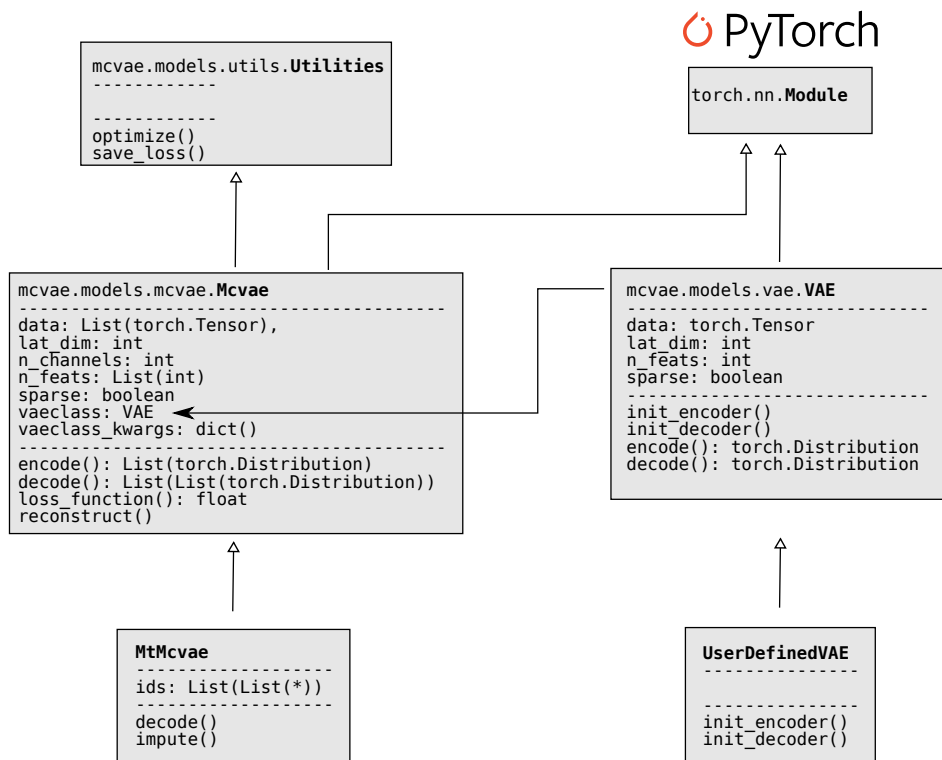 PyTorch
mcvae.models.utils.Utilities
------------
------------
optimize()
save_loss()
torch.nn.Module
mcvae.models.mcvae.Mcvae
-----------------------------------------
data: List(torch.Tensor),
lat_dim: int
n_channels: int
n_feats: List(int)
sparse: boolean
vaeclass: VAE
vaeclass_kwargs: dict()
-----------------------------------------
encode(): List(torch.Distribution)
decode(): List(List(torch.Distribution))
loss_function(): float
reconstruct()
mcvae.models.vae.VAE
-----------------------------
data: torch.Tensor
lat_dim: int
n_feats: int
sparse: boolean
-----------------------------
init_encoder()
init_decoder()
encode(): torch.Distribution
decode(): torch.Distribution
MtMcvae
-------------------
ids: List(List(*))
-------------------
decode()
impute()
UserDefinedVAE
---------------
---------------
init_encoder()
init_decoder()